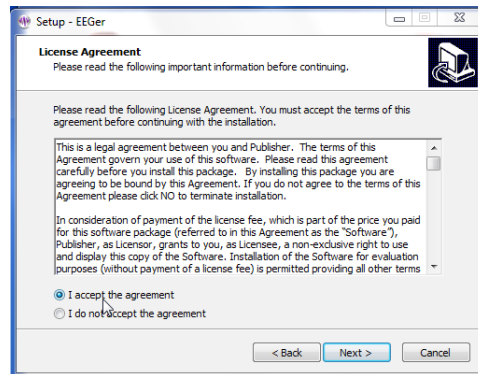 Setup - EEGer
License Agreement
Please read the following important information before continuing.
Please read the following License Agreement. You must accept the terms of this
agreement before continuing with the installation.
This is a legal agreement between you and Publisher. The terms of this
Agreement govern your use of this software. Please read this agreement
carefully before you install this package. By installing this package you are
agreeing to be bound by this Agreement. If you do not agree to the terms of this
Agreement please click NO to terminate installation.
In consideration of payment of the license fee, which is part of the price you paid
for this software package (referred to in this Agreement as the "Software"),
Publisher, as Licensor, grants to you, as Licensee, a non-exclusive right to use
and display this copy of the Software. Installation of the Software for evaluation
purposes (without payment of a license fee) is permitted providing all other terms
I accept the agreement
I do not accept the agreement
< Back Next > Cancel